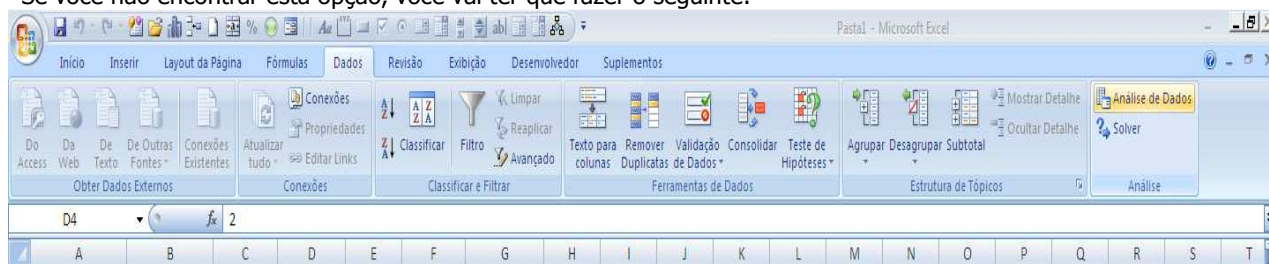 Se você não encontrar esta opção, você vai ter que fazer o seguinte:
Pasta1 - Microsoft Excel
Início Inserir Layout da Página Fórmulas Dados Revisão Exibição Desenvolvedor Suplementos
Do Access
Da Web
De Texto
De Outras Fontes
Conexões Existentes
Obter Dados Externos
Atualizar tudo
Conexões
Propriedades
Editar Links
Conexões
Classificar
Filtro
Limpar
Reaplicar
Avançado
Classificar e Filtrar
Texto para colunas
Remover Duplicatas
Validação de Dados
Consolidar
Teste de Hipóteses
Ferramentas de Dados
Agrupar
Desagrupar
Subtotal
Mostrar Detalhe
Ocultar Detalhe
Estrutura de Tópicos
Análise de Dados
Solver
Análise
D4 fx 2
A B C D E F G H I J K L M N O P Q R S T